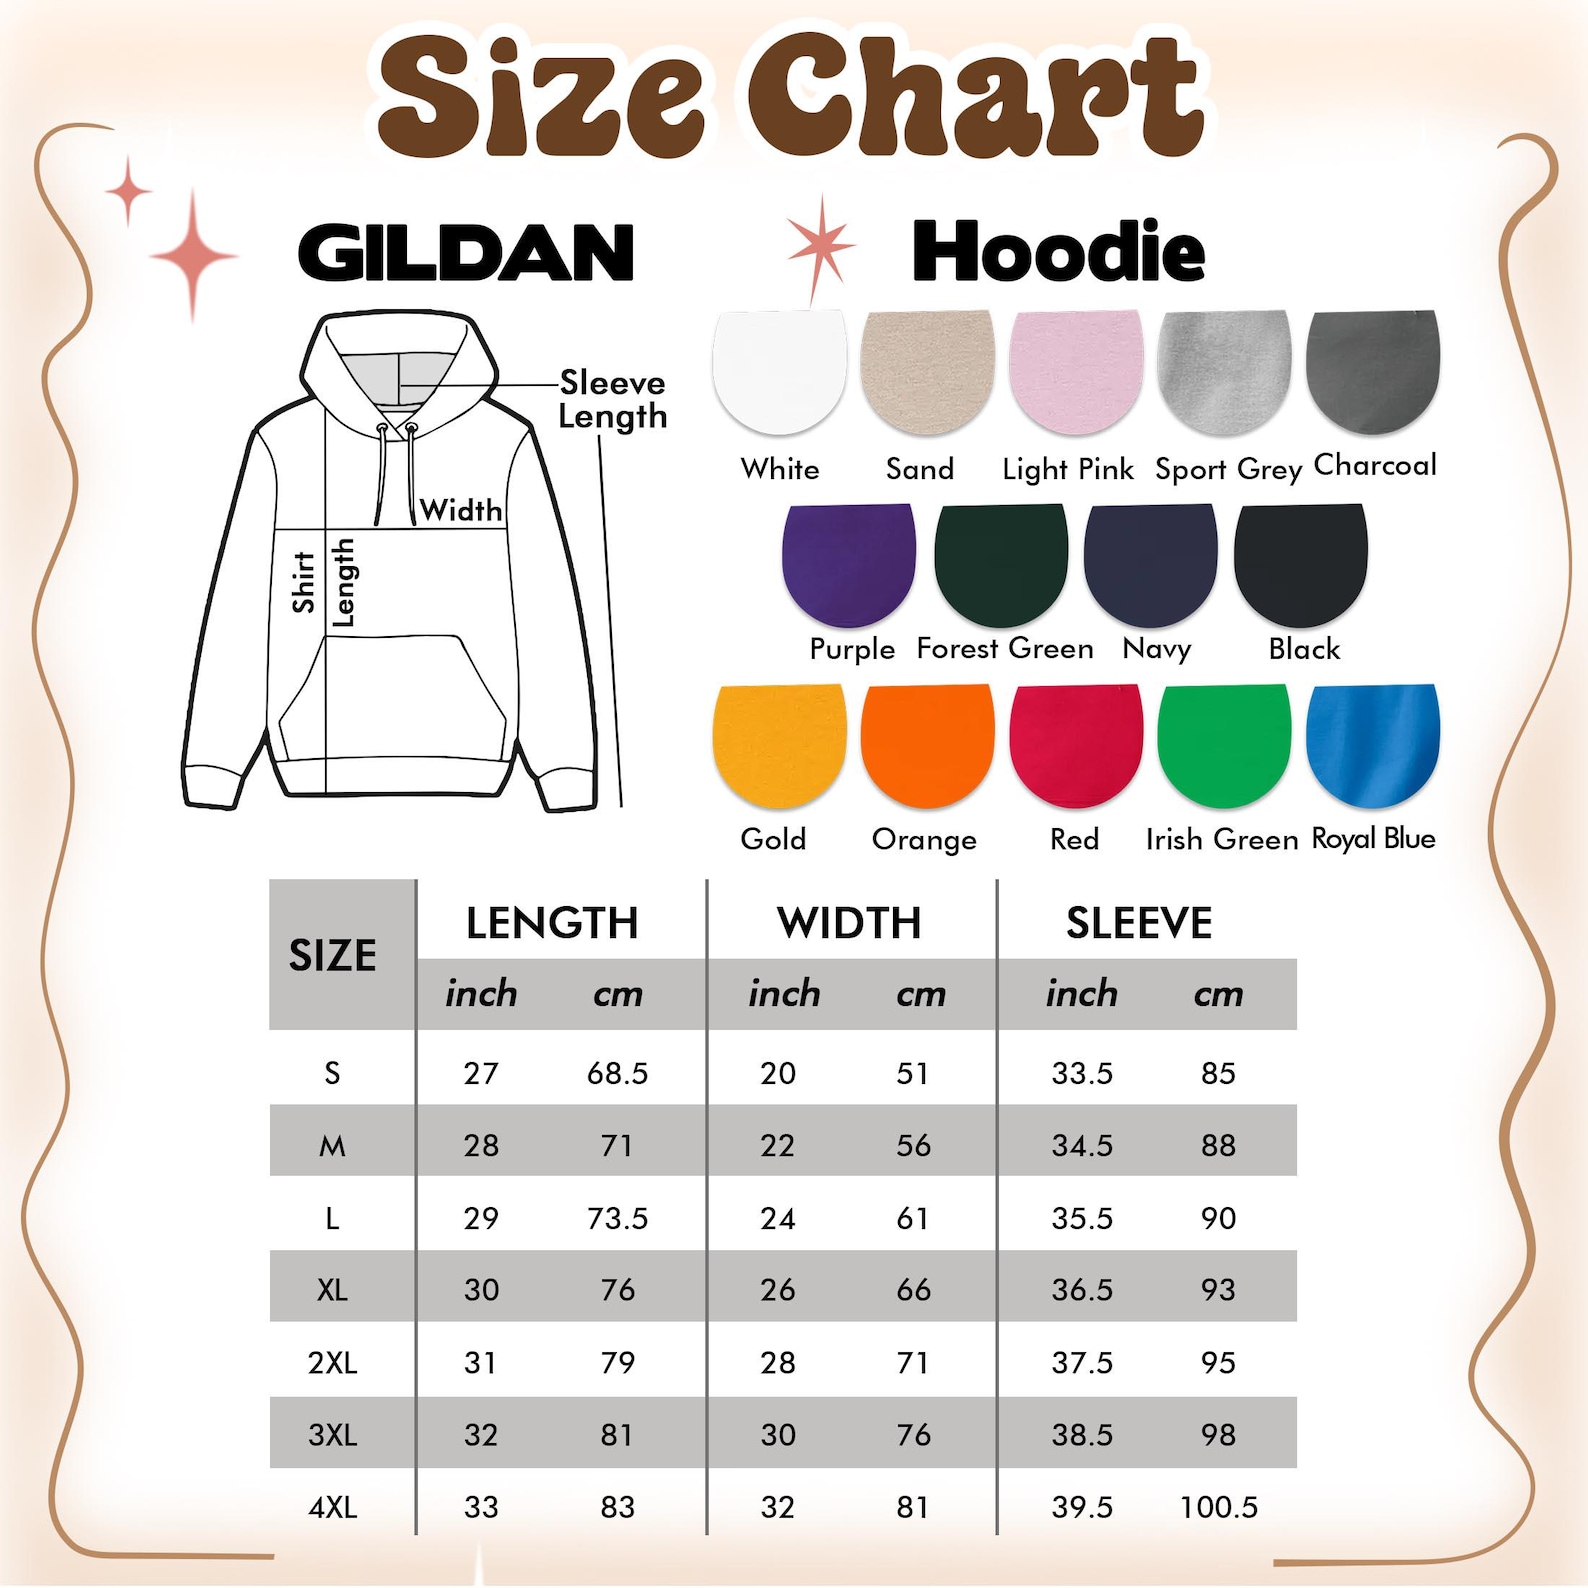 Size Chart
GILDAN
Hoodie
Sleeve
Length
Width
Shirt
Length
White Sand Light Pink Sport Grey Charcoal
Purple Forest Green Navy Black
Gold Orange Red Irish Green Royal Blue
SIZE LENGTH WIDTH SLEEVE
inch cm inch cm inch cm
S 27 68.5 20 51 33.5 85
M 28 71 22 56 34.5 88
L 29 73.5 24 61 35.5 90
XL 30 76 26 66 36.5 93
2XL 31 79 28 71 37.5 95
3XL 32 81 30 76 38.5 98
4XL 33 83 32 81 39.5 100.5